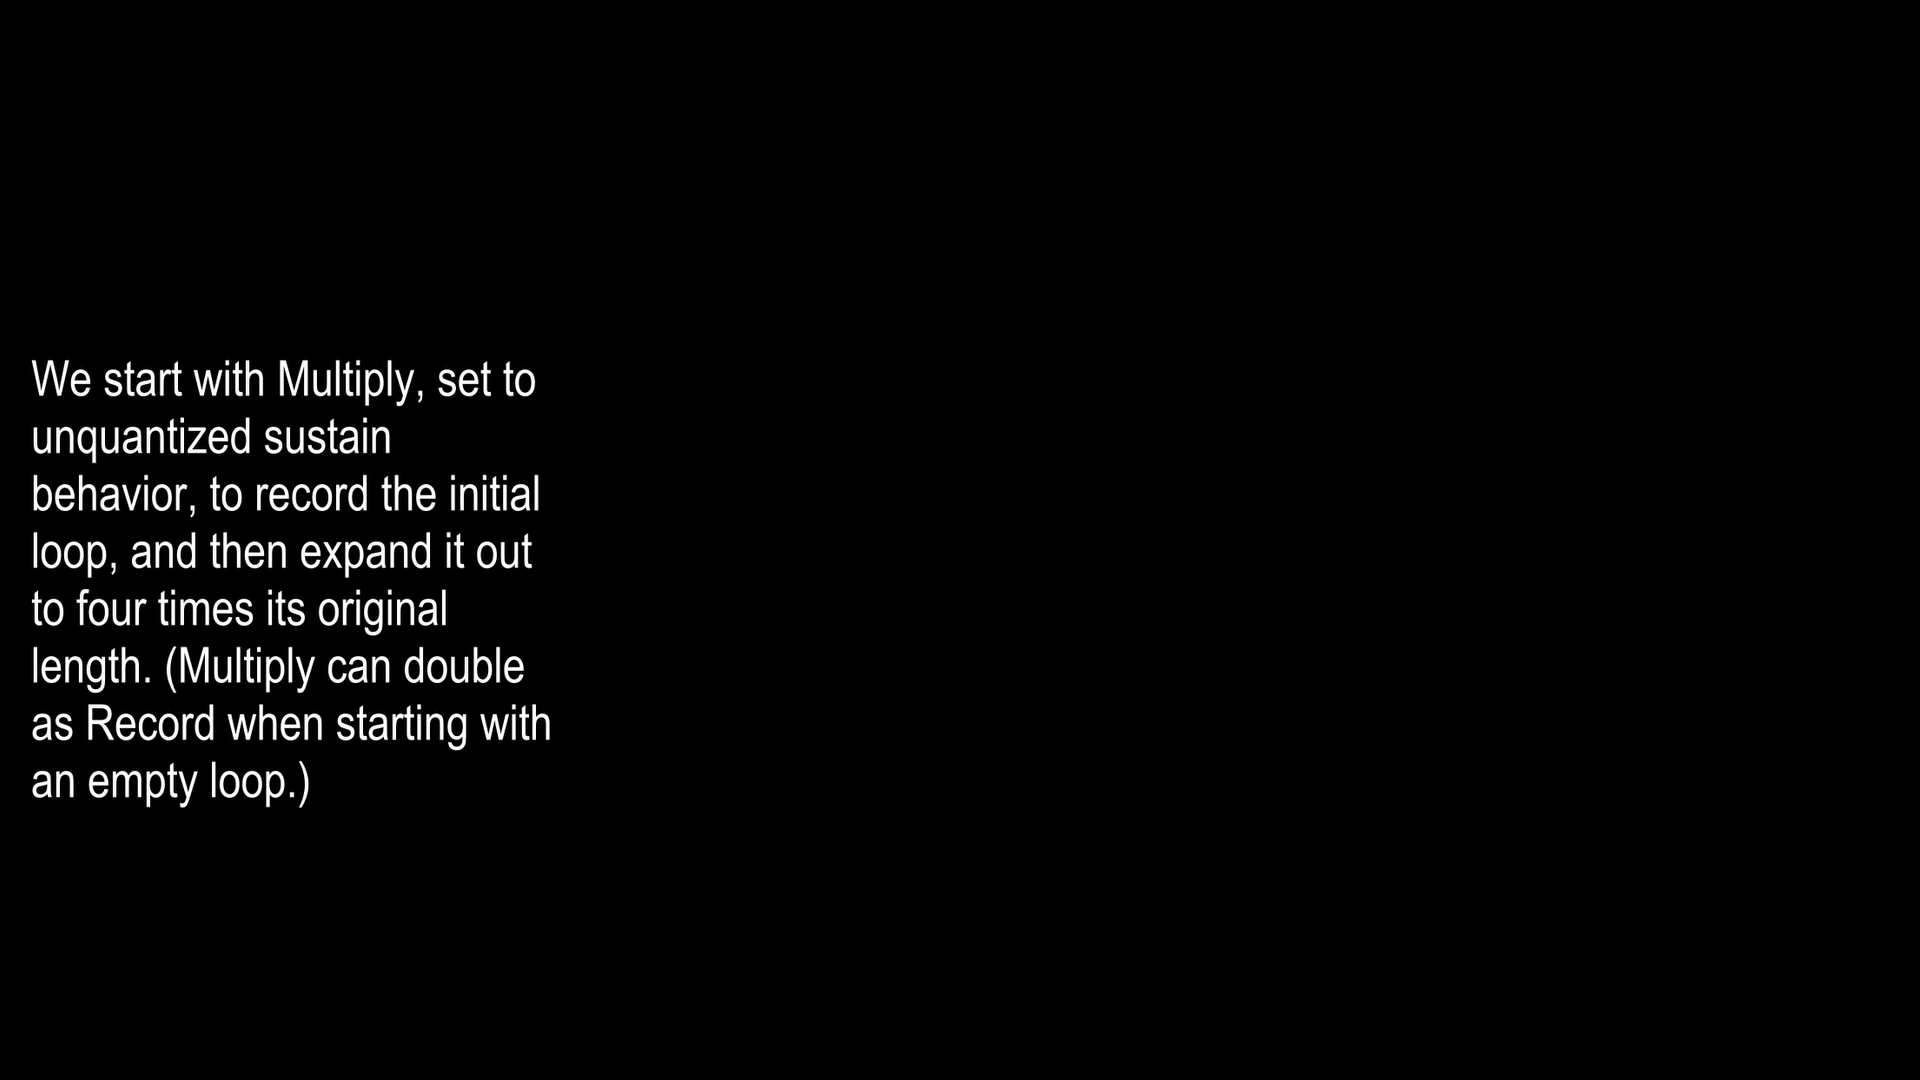 We start with Multiply, set to
unquantized sustain
behavior, to record the initial
loop, and then expand it out
to four times its original
length. (Multiply can double
as Record when starting with
an empty loop.)